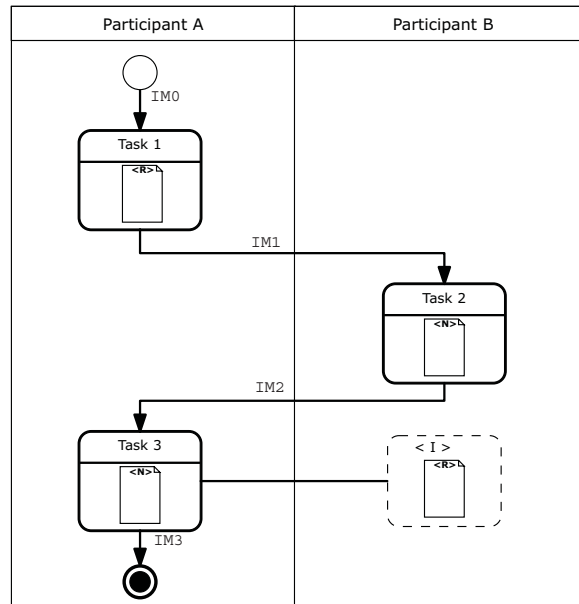 Participant A
Participant B
IM0
Task 1
<R>
IM1
Task 2
<N>
IM2
Task 3
<N>
< I >
<R>
IM3